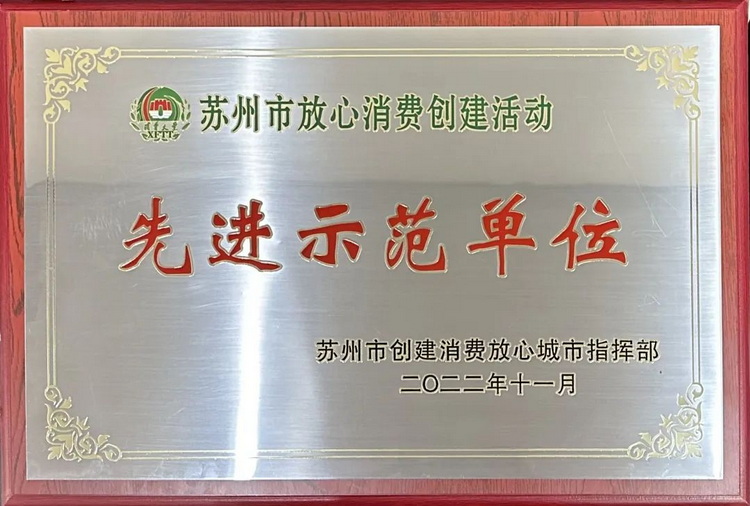 苏州市放心消费创建活动
XFTT
先进示范单位
苏州市创建消费放心城市指挥部
二〇二二年十一月